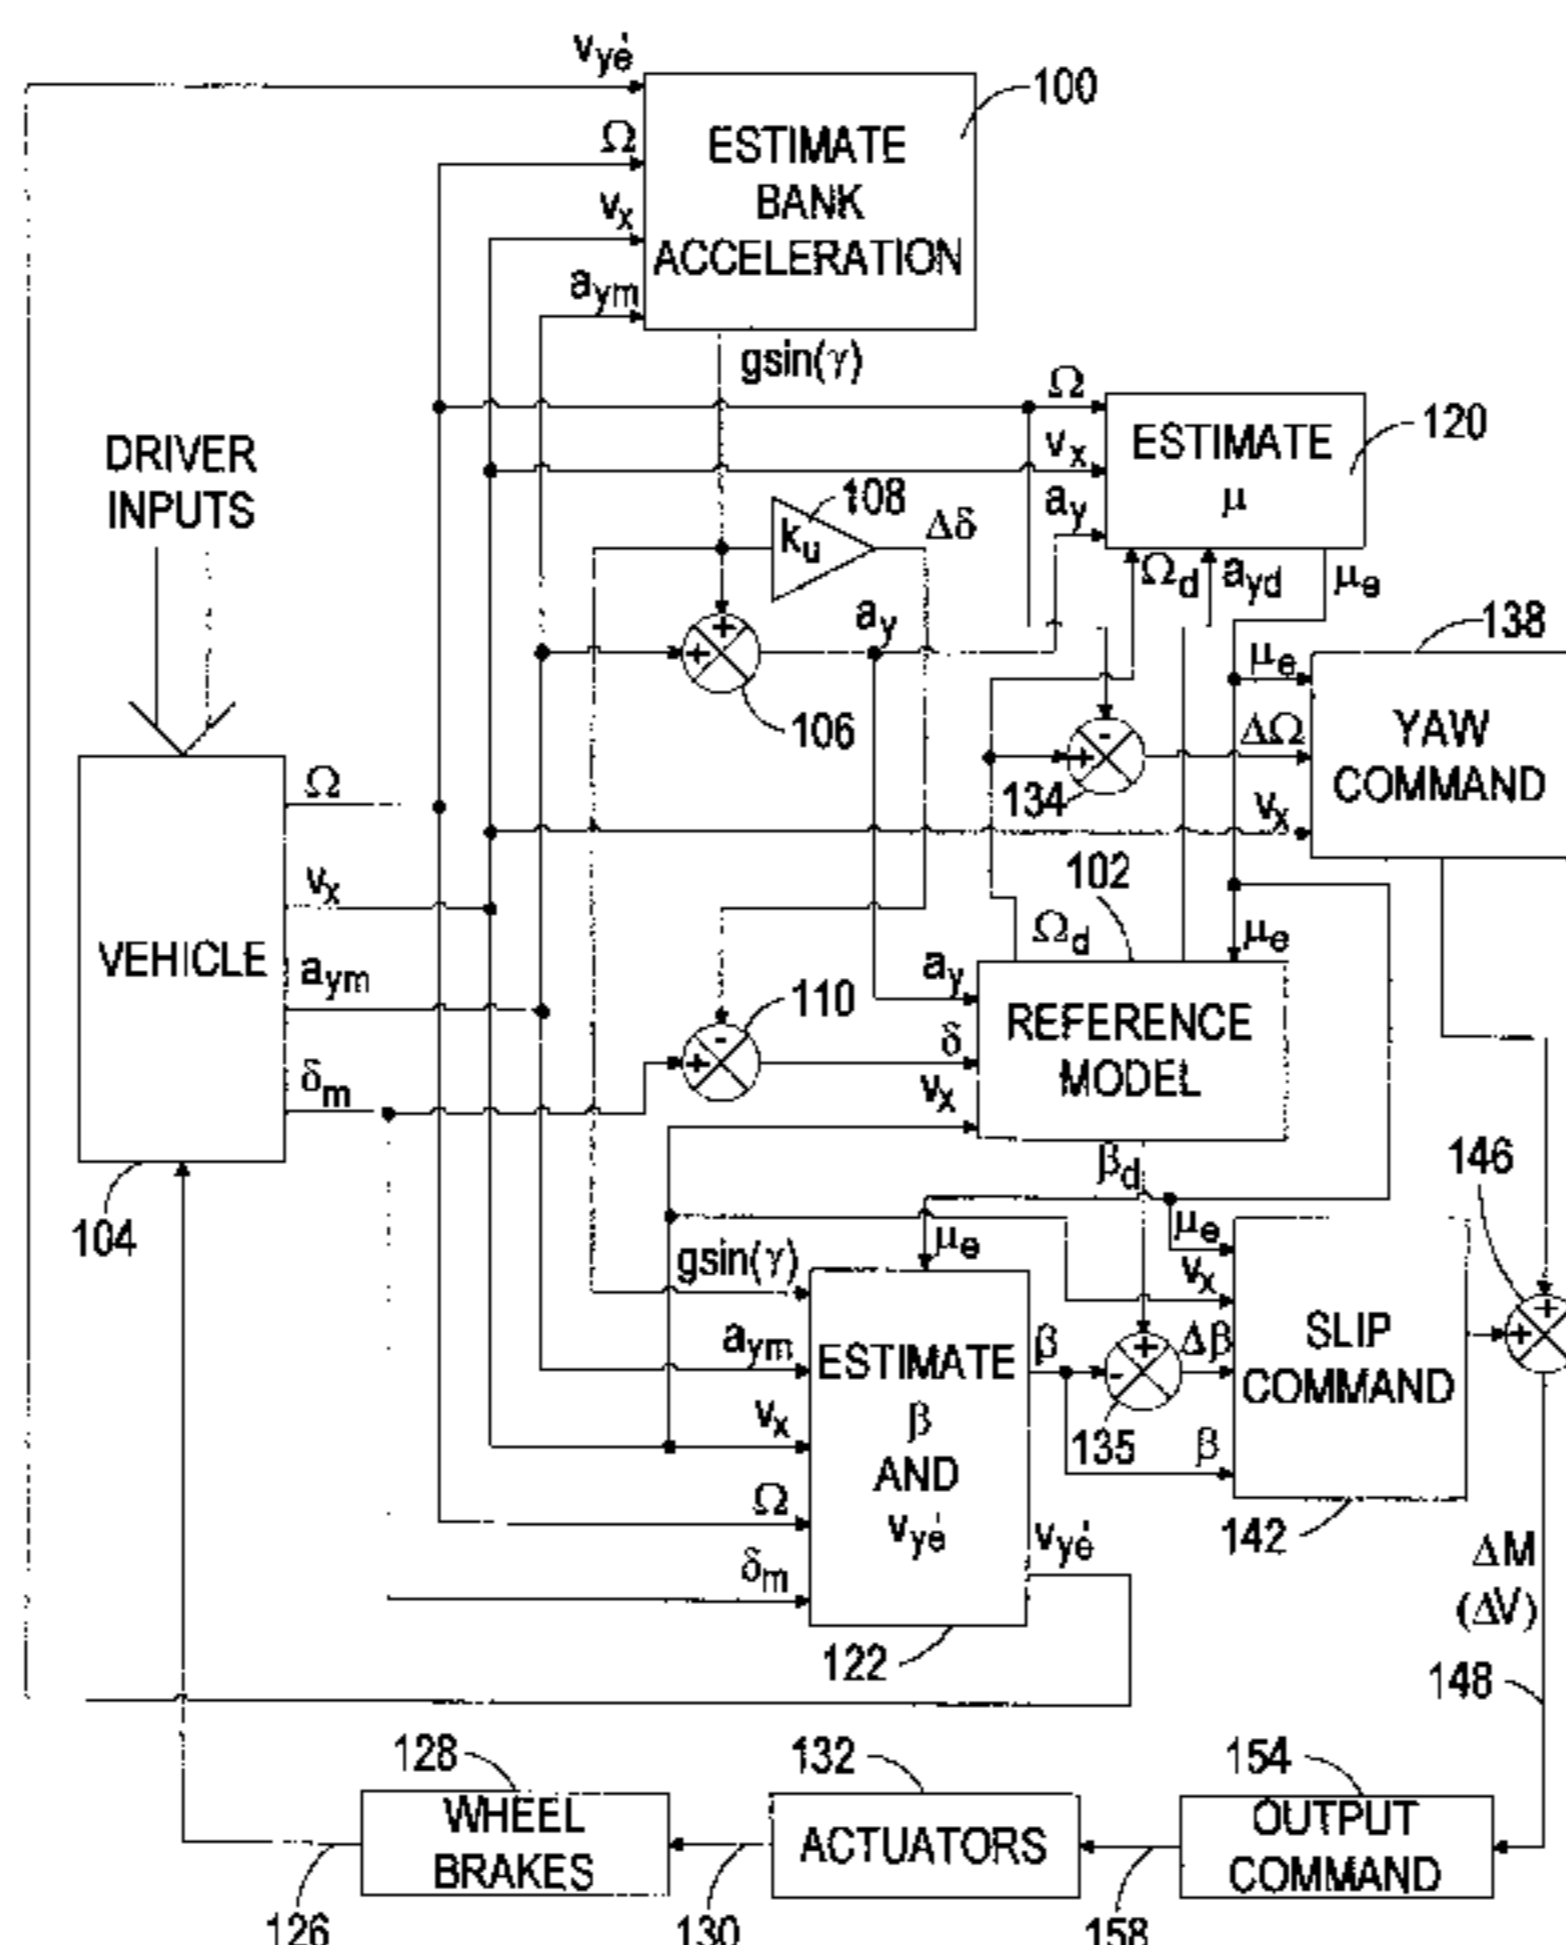 vyė
100
Ω
ESTIMATE
BANK
ACCELERATION
vx
aym
gsin(γ)
Ω
120
DRIVER
INPUTS
vx
ESTIMATE
μ
108
ku
Δδ
ay
Ωd
ayd
μe
138
ay
μe
106
YAW
COMMAND
ΔΩ
134
Ω
vx
102
vx
Ωd
μe
VEHICLE
aym
ay
110
REFERENCE
MODEL
δ
δm
vx
βd
146
104
μe
μe
gsin(γ)
vx
aym
ESTIMATE
β
AND
vyė
β
Δβ
SLIP
COMMAND
vx
135
β
Ω
142
vyė
δm
ΔM
(ΔV)
122
148
128
132
154
WHEEL
BRAKES
ACTUATORS
OUTPUT
COMMAND
126
130
158